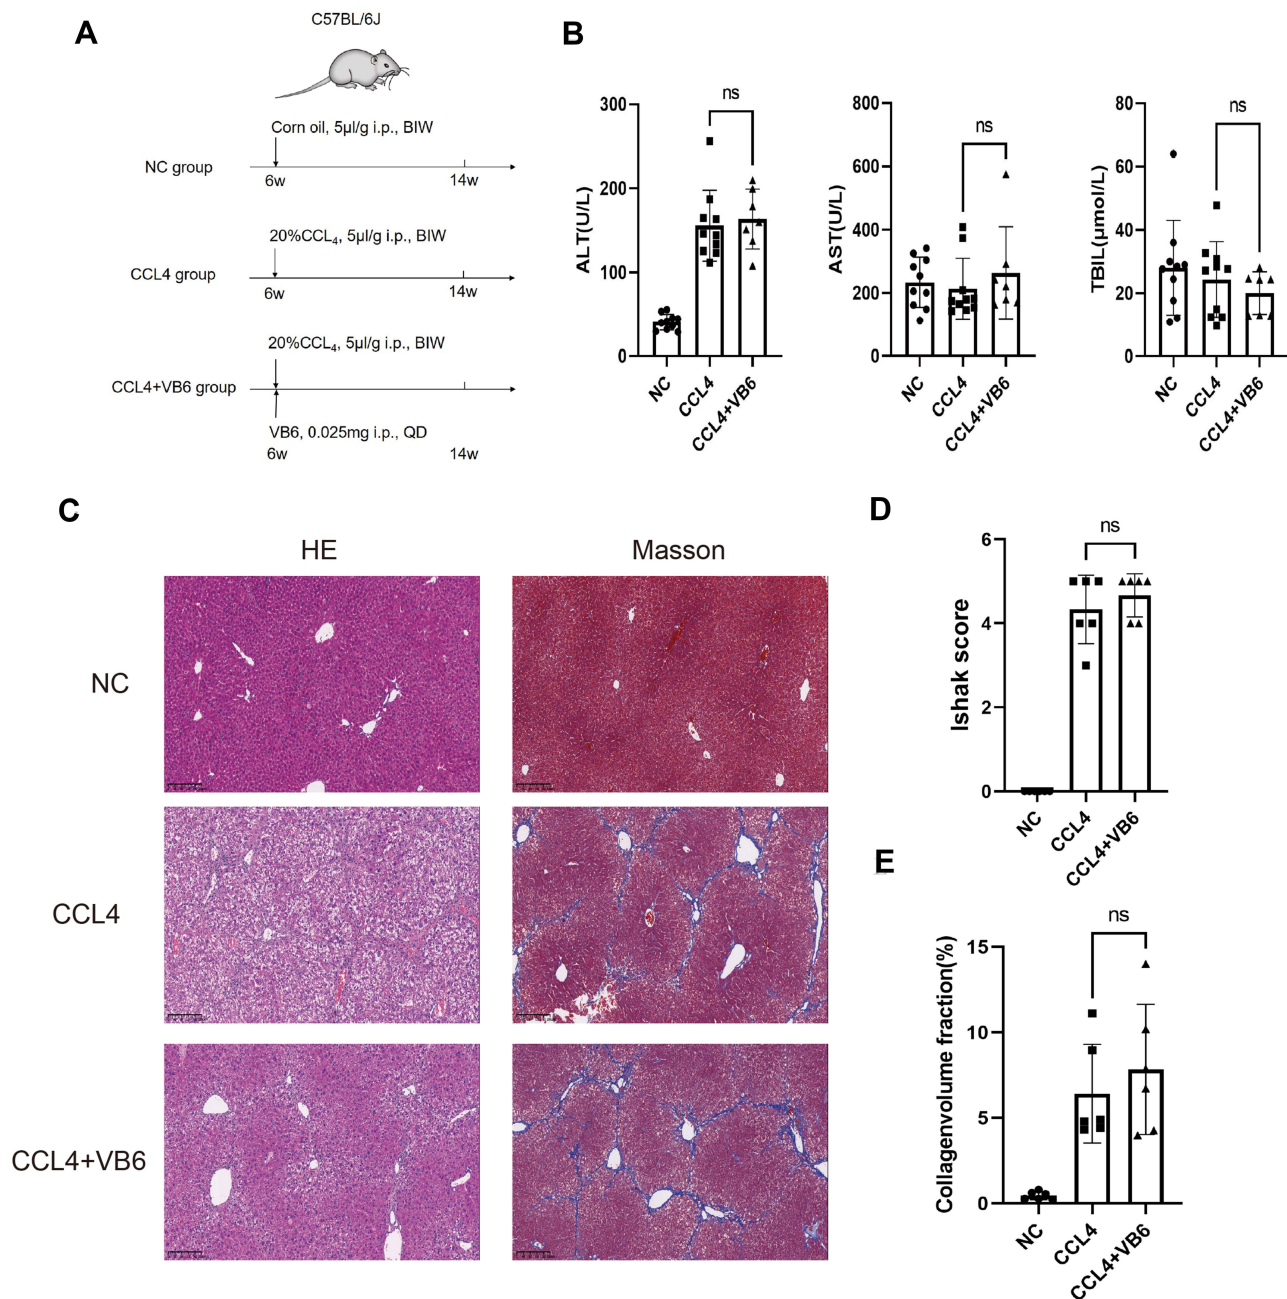 A
C57BL/6J
Corn oil, 5μl/g i.p., BIW
NC group
6w
14w
20%CCL₄, 5μl/g i.p., BIW
CCL4 group
6w
14w
20%CCL₄, 5μl/g i.p., BIW
CCL4+VB6 group
VB6, 0.025mg i.p., QD
6w
14w
B
ALT(U/L)
300
200
100
0
ns
NC
CCL4
CCL4+VB6
AST(U/L)
800
600
400
200
0
ns
NC
CCL4
CCL4+VB6
TBIL(μmol/L)
80
60
40
20
0
ns
NC
CCL4
CCL4+VB6
C
HE
Masson
NC
CCL4
CCL4+VB6
D
Ishak score
6
4
2
0
ns
NC
CCL4
CCL4+VB6
E
Collagenvolume fraction(%)
15
10
5
0
ns
NC
CCL4
CCL4+VB6